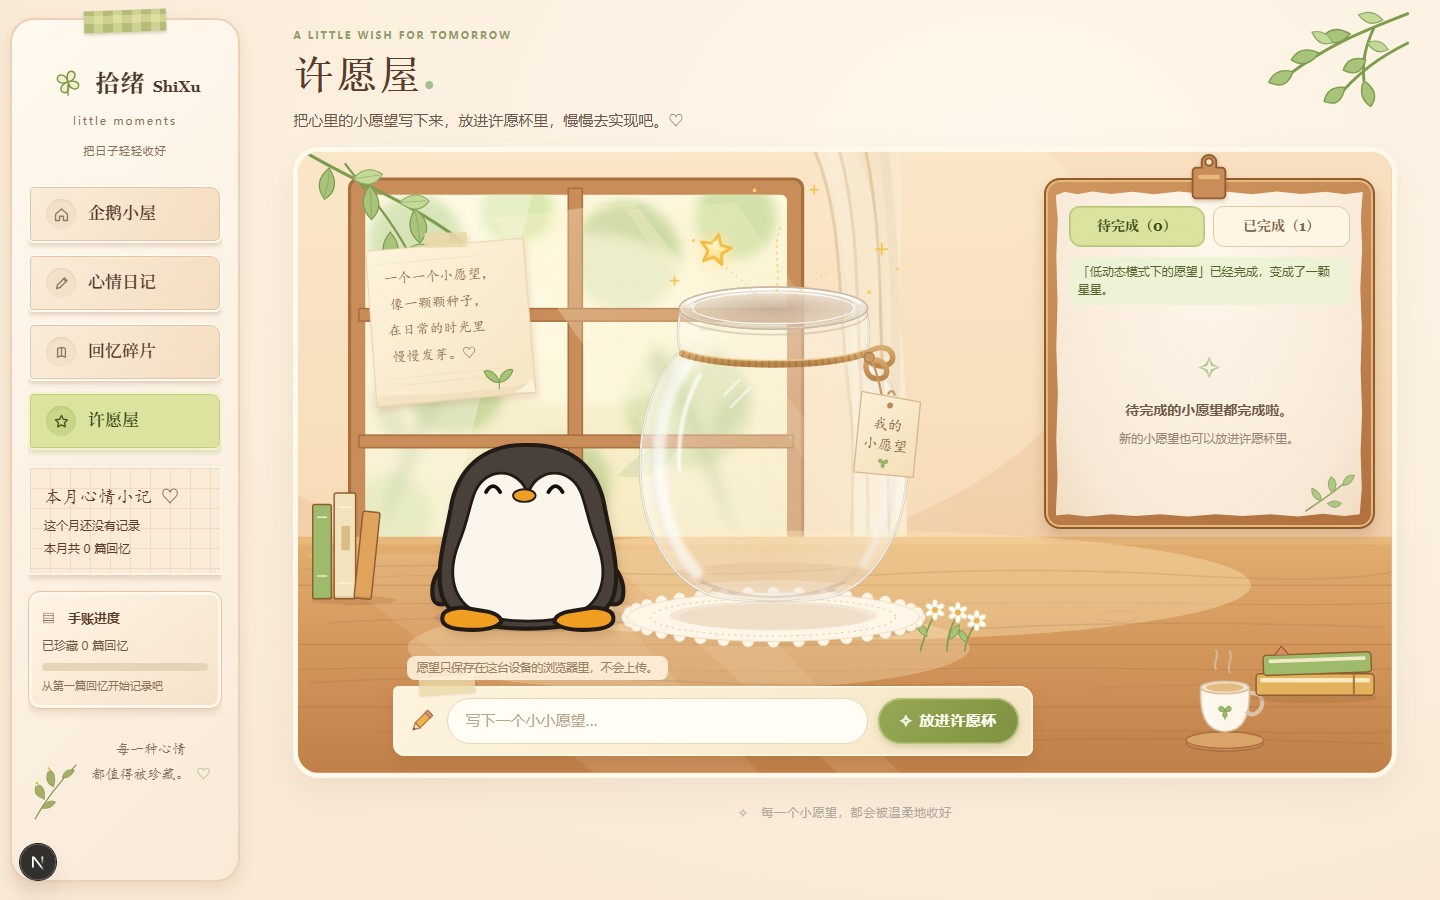 拾绪 ShiXu
little moments
把日子轻轻收好
企鹅小屋
心情日记
回忆碎片
许愿屋
本月心情小记 ♡
这个月还没有记录
本月共 0 篇回忆
手账进度
已珍藏 0 篇回忆
从第一篇回忆开始记录吧
每一种心情
都值得被珍藏。 ♡
N
A LITTLE WISH FOR TOMORROW
许愿屋
把心里的小愿望写下来，放进许愿杯里，慢慢去实现吧。♡
一个一个小愿望，
像一颗颗种子，
在日常的时光里
慢慢发芽。♡
我的
小愿望
待完成（0）
已完成（1）
「低动态模式下的愿望」已经完成，变成了一颗
星星。
待完成的小愿望都完成啦。
新的小愿望也可以放进许愿杯里。
愿望只保存在这台设备的浏览器里，不会上传。
写下一个小小愿望...
✧ 放进许愿杯
✧ 每一个小愿望，都会被温柔地收好